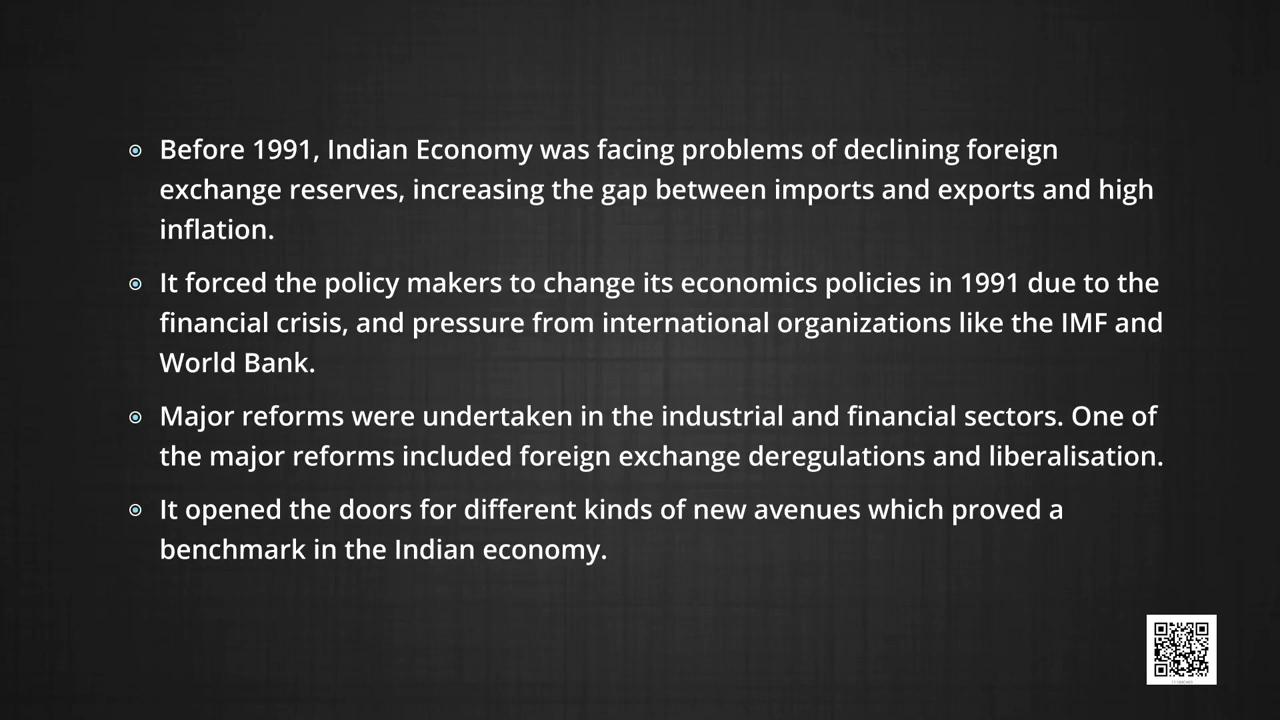 Before 1991, Indian Economy was facing problems of declining foreign
exchange reserves, increasing the gap between imports and exports and high
inflation.
It forced the policy makers to change its economics policies in 1991 due to the
financial crisis, and pressure from international organizations like the IMF and
World Bank.
Major reforms were undertaken in the industrial and financial sectors. One of
the major reforms included foreign exchange deregulations and liberalisation.
It opened the doors for different kinds of new avenues which proved a
benchmark in the Indian economy.